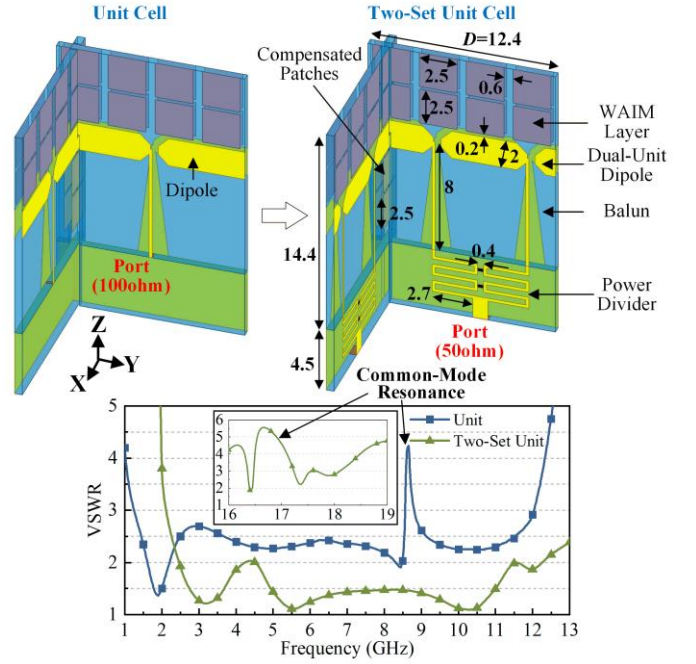 Unit Cell
Two-Set Unit Cell
Compensated
Patches
D=12.4
2.5
0.6
2.5
WAIM
Layer
0.2
2
Dual-Unit
Dipole
Dipole
8
Balun
2.5
14.4
0.4
Port
(100ohm)
Power
Divider
2.7
Z
Y
X
Port
(50ohm)
4.5
Common-Mode
Resonance
5
4
3
2
1
VSWR
6
5
4
3
2
1
16
17
18
19
Unit
Two-Set Unit
1 2 3 4 5 6 7 8 9 10 11 12 13
Frequency (GHz)